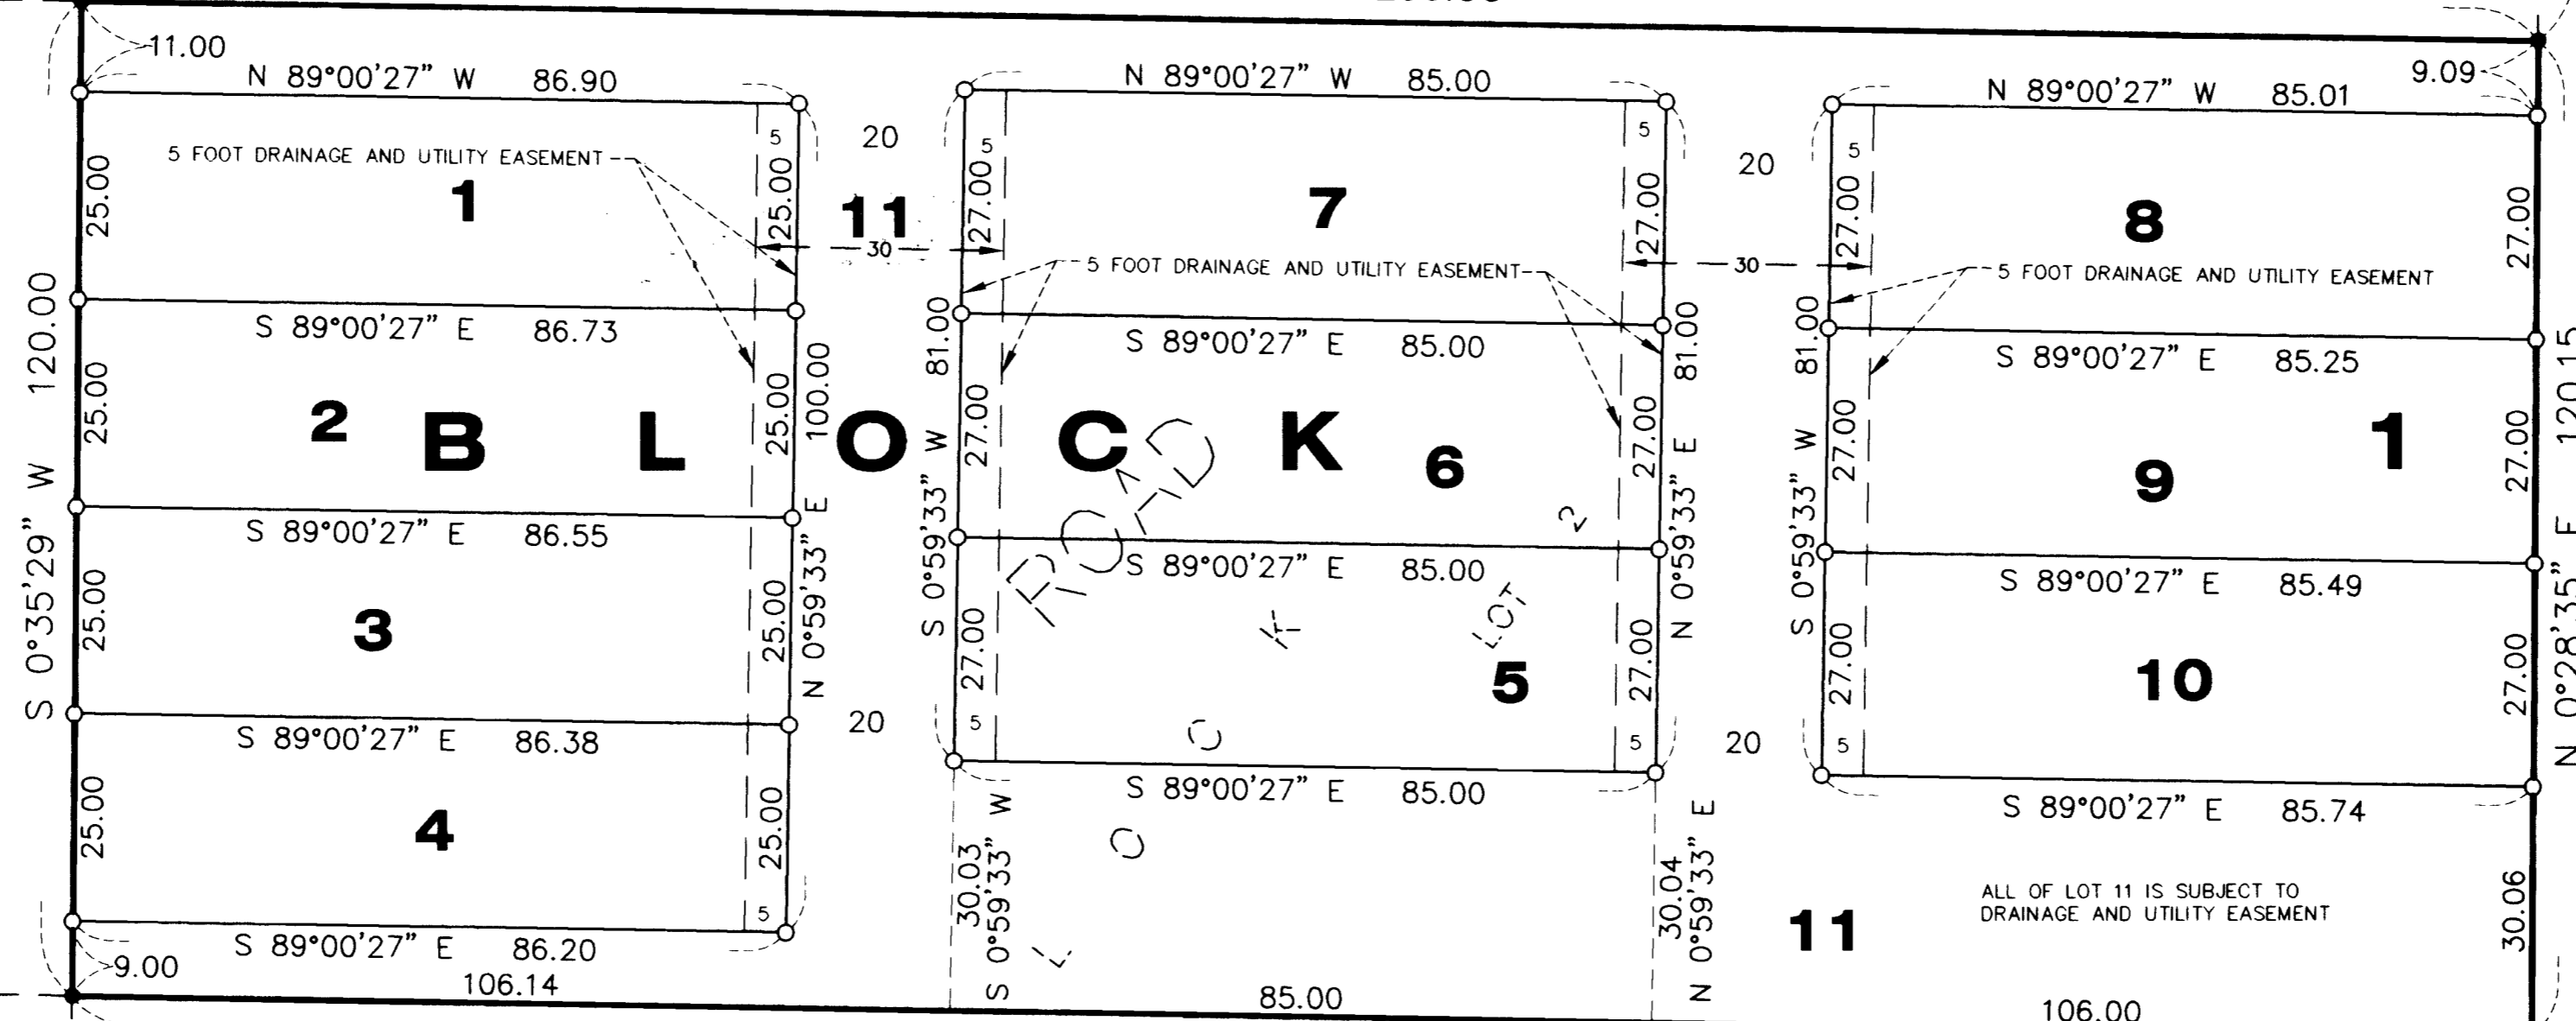 11.00
N 89°00'27" W 86.90
N 89°00'27" W 85.00
N 89°00'27" W 85.01
9.09
5
20
5
5
20
5
5 FOOT DRAINAGE AND UTILITY EASEMENT
25.00
1
25.00
11
27.00
7
27.00
27.00
8
27.00
30
30
5 FOOT DRAINAGE AND UTILITY EASEMENT
5 FOOT DRAINAGE AND UTILITY EASEMENT
S 89°00'27" E 86.73
S 89°00'27" E 85.00
S 89°00'27" E 85.25
S 0°35'29" W 120.00
25.00
2
25.00
N 0°59'33" E 100.00
S 0°59'33" W 81.00
27.00
6
27.00
N 0°59'33" E 81.00
S 0°59'33" W 81.00
27.00
9
27.00
N 0°28'35" E 120.15
BLOCK 1
S 89°00'27" E 86.55
S 89°00'27" E 85.00
S 89°00'27" E 85.49
ROAD
LOT 2
25.00
3
25.00
27.00
5
27.00
27.00
10
27.00
20
5
5
20
5
S 89°00'27" E 86.38
S 89°00'27" E 85.00
S 89°00'27" E 85.74
25.00
4
25.00
5
30.03
S 0°59'33" W
L O C K
30.04
N 0°59'33" E
11
ALL OF LOT 11 IS SUBJECT TO
DRAINAGE AND UTILITY EASEMENT
30.06
S 89°00'27" E 86.20
9.00
106.14
85.00
106.00